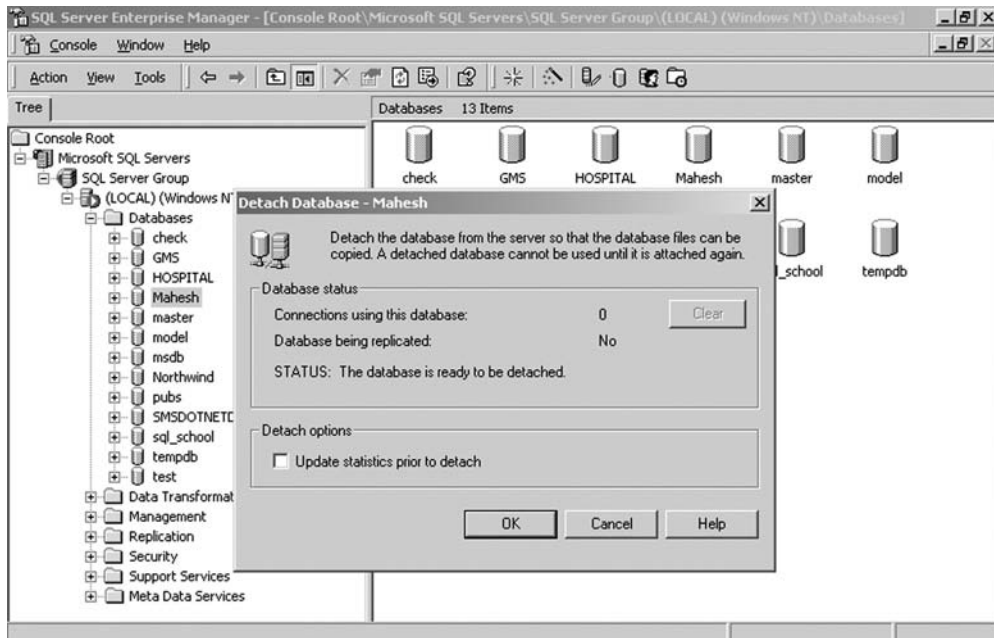 SQL Server Enterprise Manager - [Console Root\Microsoft SQL Servers\SQL Server Group\(LOCAL) (Windows NT)\Databases]
Console Window Help
Action View Tools
Tree
Databases 13 Items
Console Root
Microsoft SQL Servers
SQL Server Group
(LOCAL) (Windows N
Databases
check
GMS
HOSPITAL
Mahesh
master
model
msdb
Northwind
pubs
SMSDOTNETD
sql_school
tempdb
test
Data Transformat
Management
Replication
Security
Support Services
Meta Data Services
check GMS HOSPITAL Mahesh master model
l_school tempdb
Detach Database - Mahesh
Detach the database from the server so that the database files can be
copied. A detached database cannot be used until it is attached again.
Database status
Connections using this database: 0 Clear
Database being replicated: No
STATUS: The database is ready to be detached.
Detach options
Update statistics prior to detach
OK Cancel Help